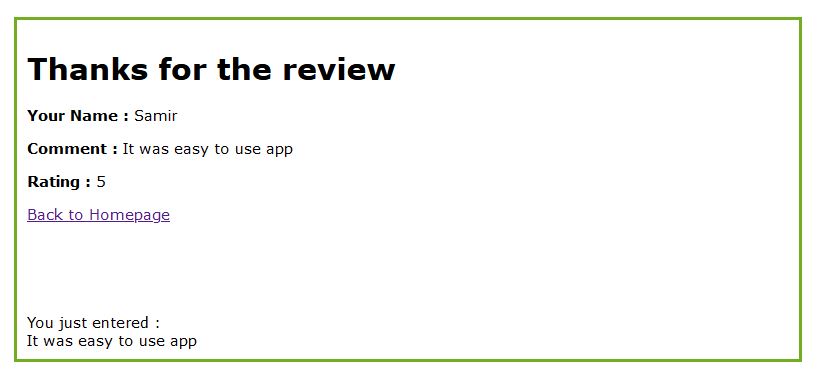 Thanks for the review
Your Name : Samir
Comment : It was easy to use app
Rating : 5
Back to Homepage
You just entered :
It was easy to use app